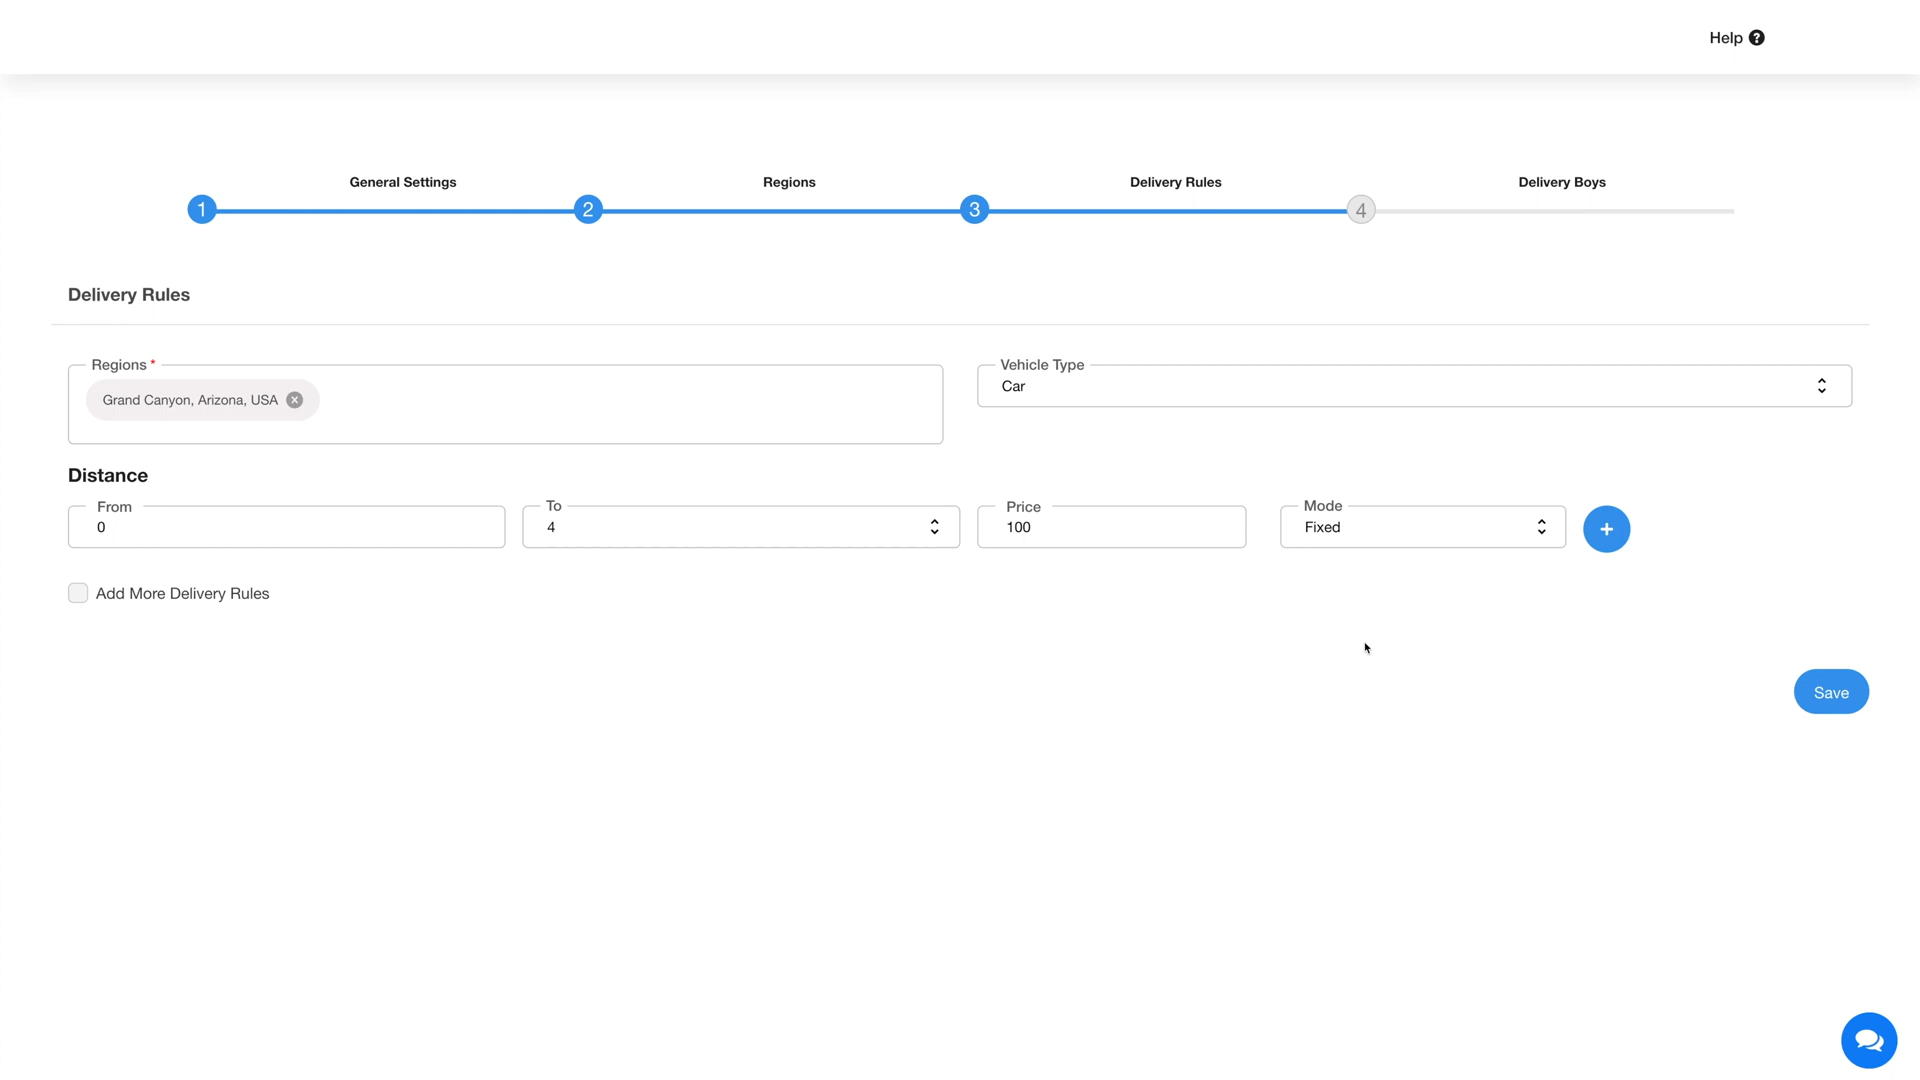 Help
General Settings
Regions
Delivery Rules
Delivery Boys
1
2
3
4
Delivery Rules
Regions *
Grand Canyon, Arizona, USA
Vehicle Type
Car
Distance
From
0
To
4
Price
100
Mode
Fixed
Add More Delivery Rules
Save